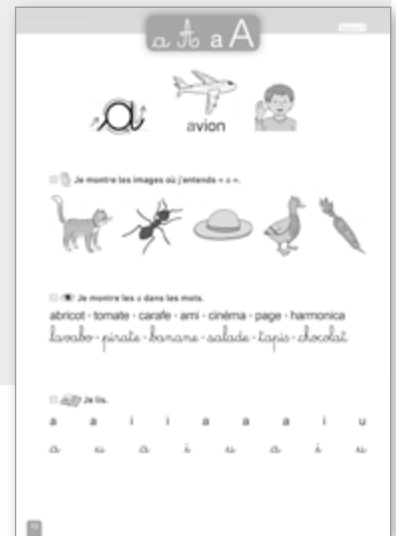 a A a A
a
avion
Je montre les images où j'entends « a ».
Je montre les a dans les mots.
abricot - tomate - carafe - ami - cinéma - page - harmonica
lavabo - pirate - banane - salade - tapis - chocolat
Je lis.
a a i i a a a i u
a u a i u a i u